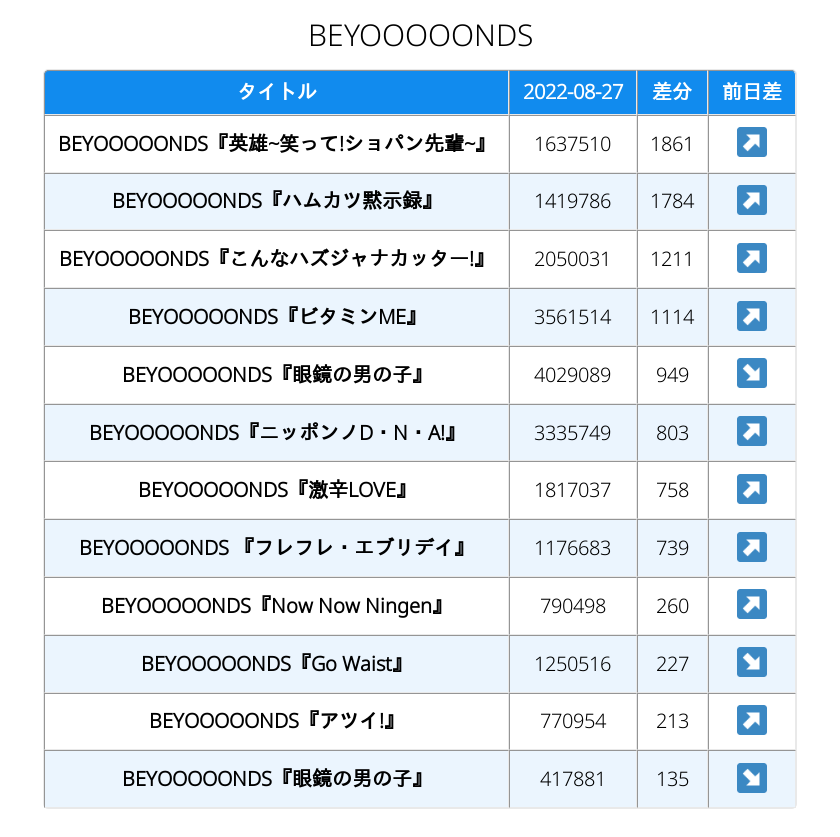 BEYOOOOONDS
タイトル 2022-08-27 差分 前日差
BEYOOOOONDS『英雄~笑って!ショパン先輩~』 1637510 1861 ↗
BEYOOOOONDS『ハムカツ黙示録』 1419786 1784 ↗
BEYOOOOONDS『こんなハズジャナカッター!』 2050031 1211 ↗
BEYOOOOONDS『ビタミンME』 3561514 1114 ↗
BEYOOOOONDS『眼鏡の男の子』 4029089 949 ↘
BEYOOOOONDS『ニッポンノD・N・A!』 3335749 803 ↗
BEYOOOOONDS『激辛LOVE』 1817037 758 ↗
BEYOOOOONDS 『フレフレ・エブリデイ』 1176683 739 ↗
BEYOOOOONDS『Now Now Ningen』 790498 260 ↗
BEYOOOOONDS『Go Waist』 1250516 227 ↘
BEYOOOOONDS『アツイ!』 770954 213 ↗
BEYOOOOONDS『眼鏡の男の子』 417881 135 ↘